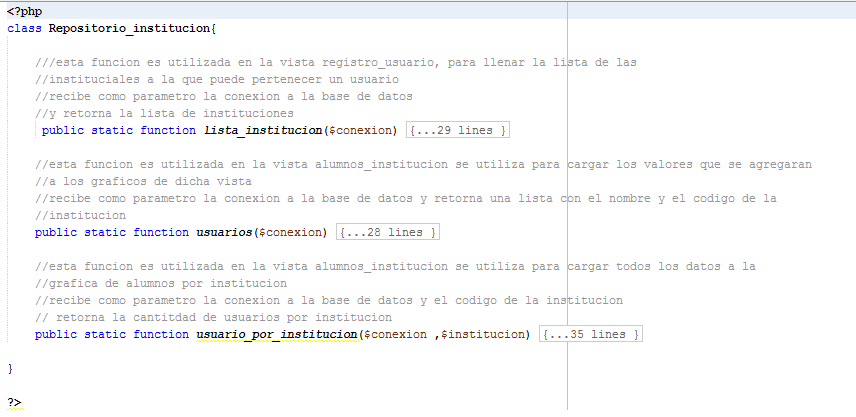 <?php
class Repositorio_institucion{
///esta funcion es utilizada en la vista registro_usuario, para llenar la lista de las
//instituciales a la que puede pertenecer un usuario
//recibe como parametro la conexion a la base de datos
//y retorna la lista de instituciones
public static function lista_institucion($conexion) {...29 lines }
//esta funcion es utilizada en la vista alumnos_institucion se utiliza para cargar los valores que se agregaran
//a los graficos de dicha vista
//recibe como parametro la conexion a la base de datos y retorna una lista con el nombre y el codigo de la
//institucion
public static function usuarios($conexion) {...28 lines }
//esta funcion es utilizada en la vista alumnos_institucion se utiliza para cargar todos los datos a la
//grafica de alumnos por institucion
//recibe como parametro la conexion a la base de datos y el codigo de la institucion
// retorna la cantitdad de usuarios por institucion
public static function usuario_por_institucion($conexion ,$institucion) {...35 lines }
}
?>